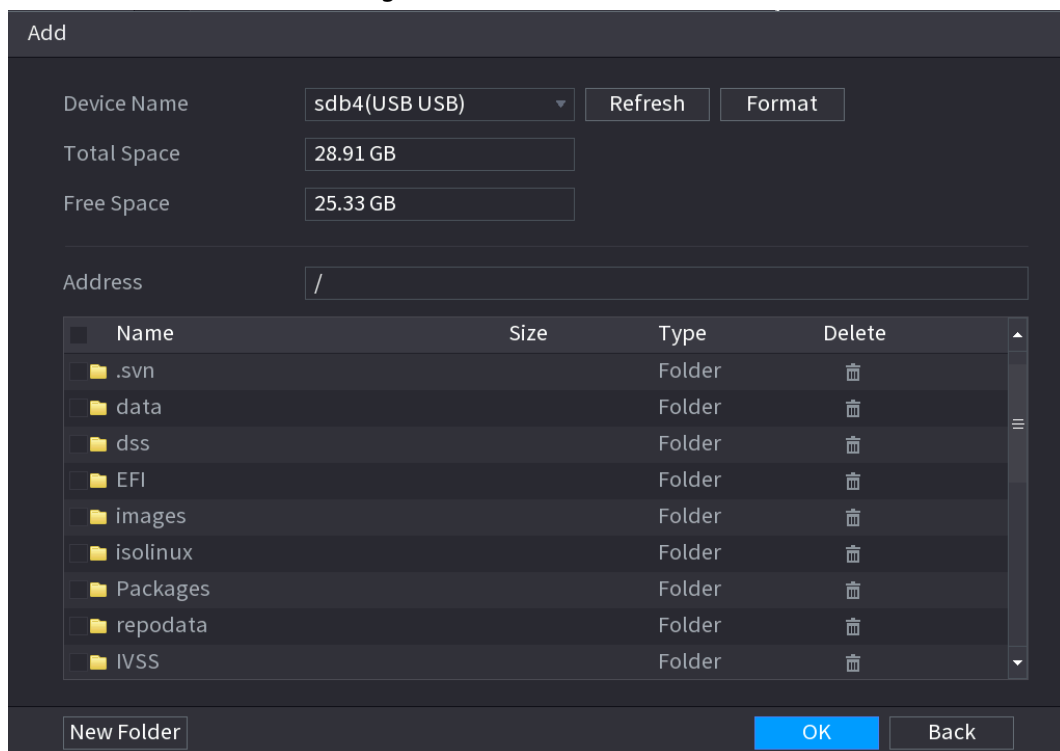 Add
Device Name sdb4(USB USB) Refresh Format
Total Space 28.91 GB
Free Space 25.33 GB
Address /
Name Size Type Delete
.svn Folder
data Folder
dss Folder
EFI Folder
images Folder
isolinux Folder
Packages Folder
repodata Folder
IVSS Folder
New Folder OK Back